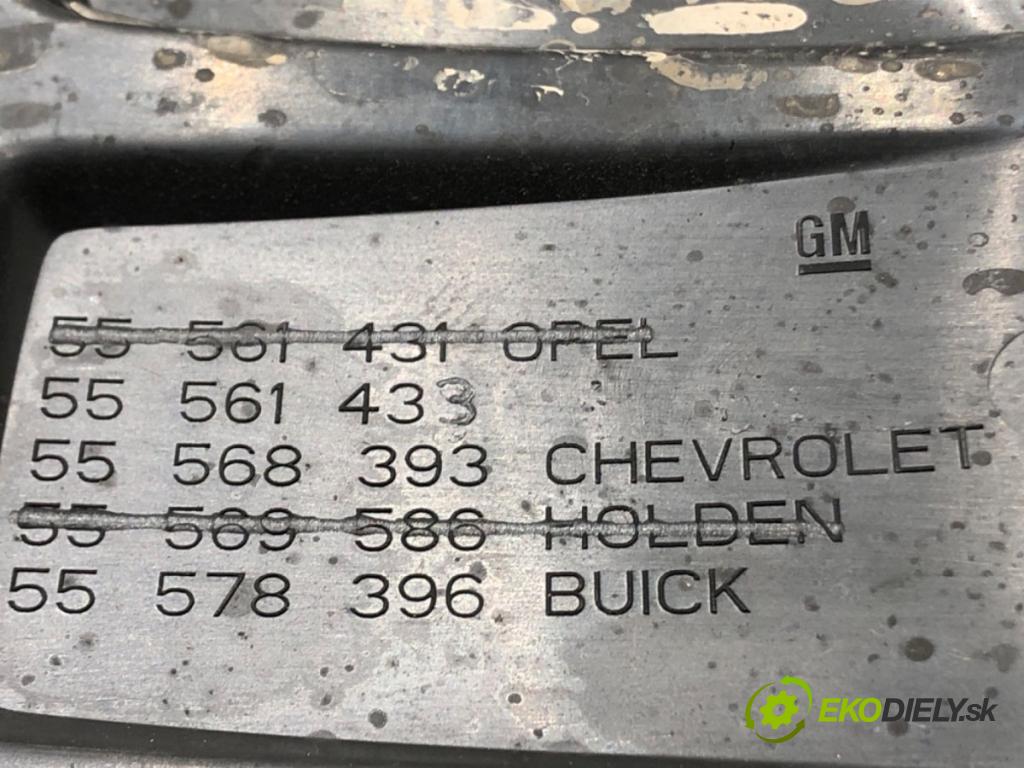 GM
55 561 431 OPEL
55 561 433
55 568 393 CHEVROLET
55 569 586 HOLDEN
55 578 396 BUICK
EKODIELY.sk